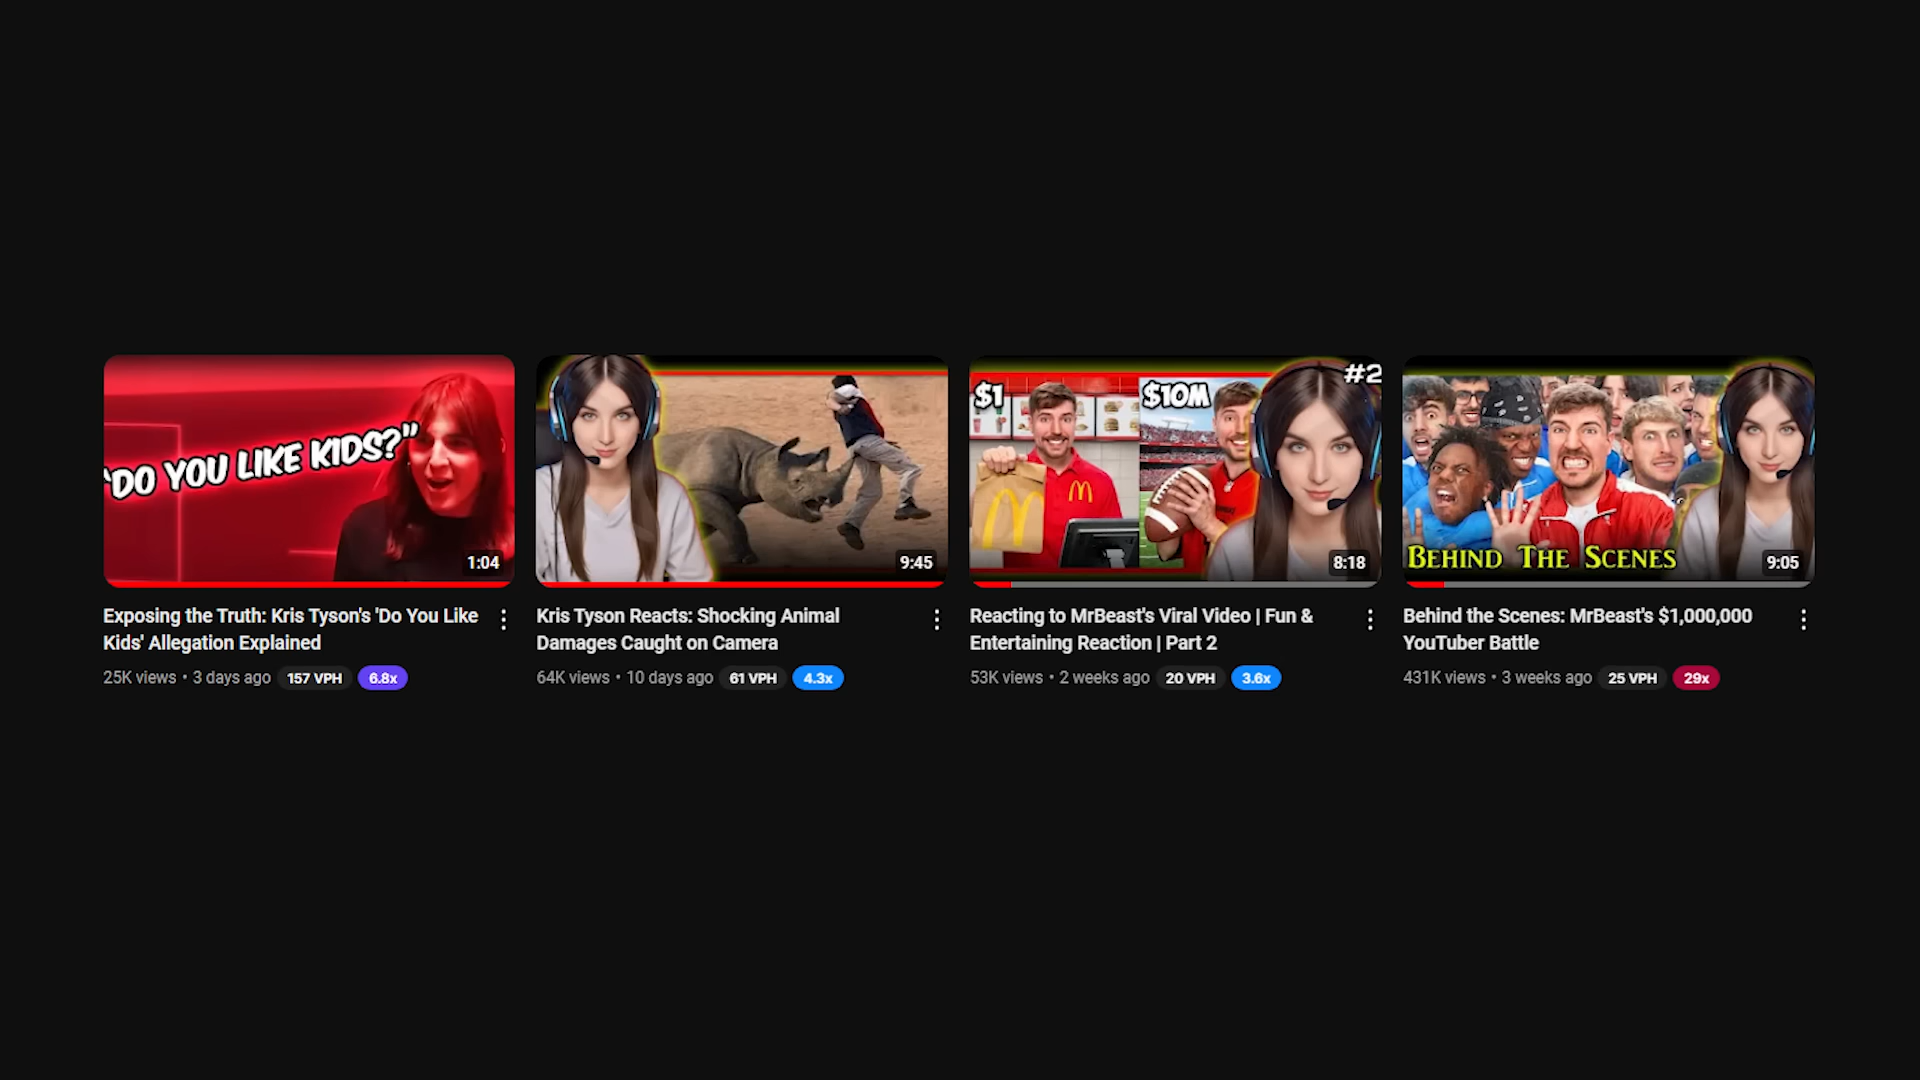 "DO YOU LIKE KIDS?"
1:04
Exposing the Truth: Kris Tyson's 'Do You Like
Kids' Allegation Explained
25K views • 3 days ago 157 VPH 6.8x
9:45
Kris Tyson Reacts: Shocking Animal
Damages Caught on Camera
64K views • 10 days ago 61 VPH 4.3x
#2
$1
$10M
8:18
Reacting to MrBeast's Viral Video | Fun &
Entertaining Reaction | Part 2
53K views • 2 weeks ago 20 VPH 3.6x
BEHIND THE SCENES
9:05
Behind the Scenes: MrBeast's $1,000,000
YouTuber Battle
431K views • 3 weeks ago 25 VPH 29x